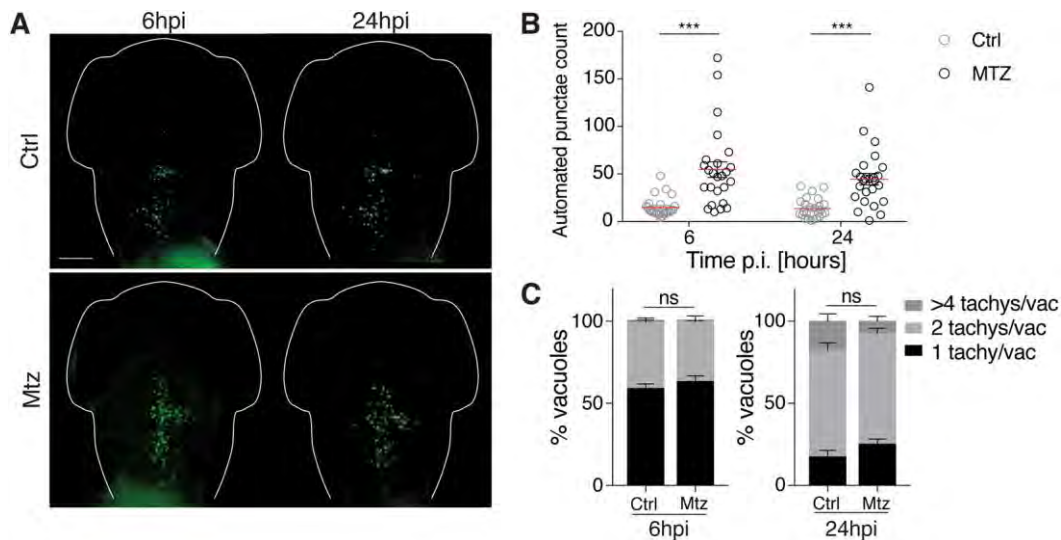 A
6hpi
24hpi
Ctrl
Mtz
B
Automated punctae count
200
150
100
50
0
***
***
Ctrl
MTZ
6
24
Time p.i. [hours]
C
% vacuoles
100
50
0
ns
Ctrl
Mtz
6hpi
% vacuoles
100
50
0
ns
Ctrl
Mtz
24hpi
>4 tachys/vac
2 tachys/vac
1 tachy/vac